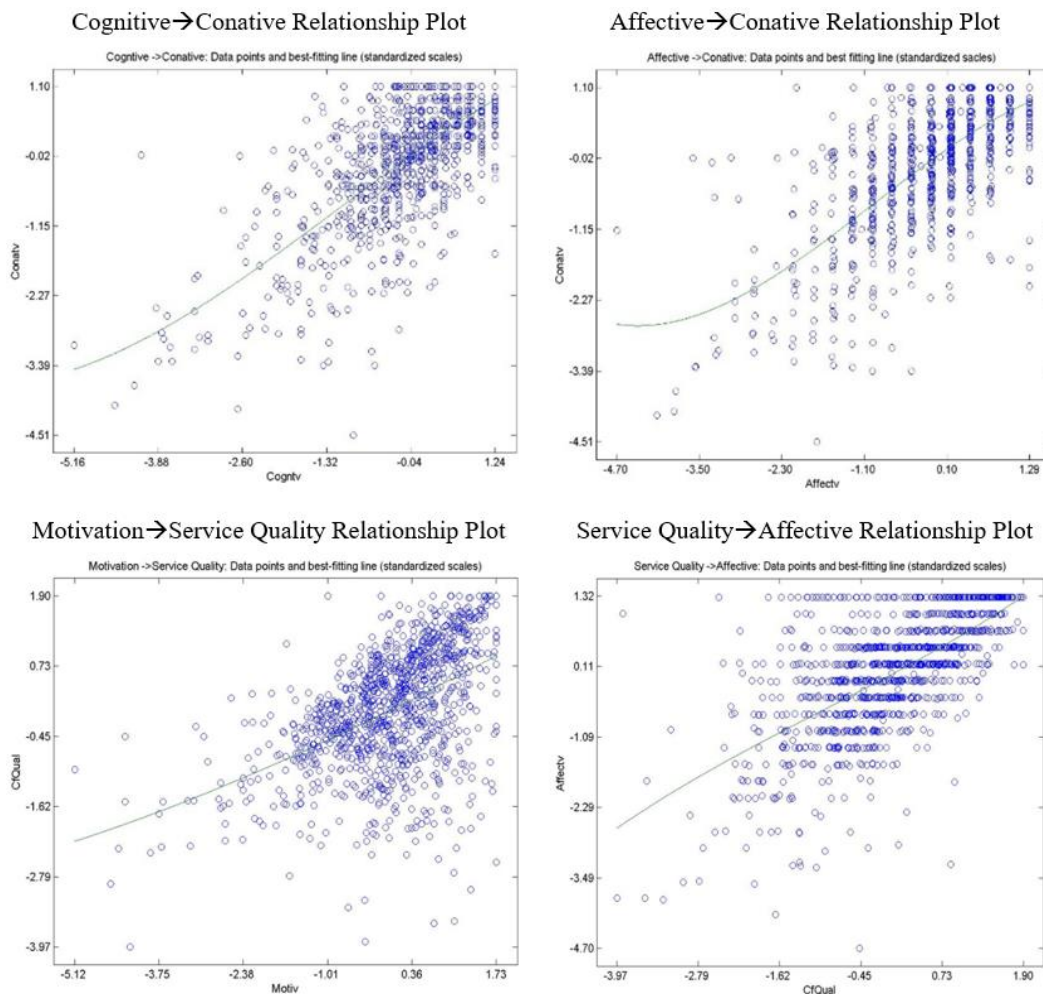 Cognitive→Conative Relationship Plot
Cogntive ->Conative: Data points and best-fitting line (standardized scales)
1.10
-0.02
-1.15
-2.27
-3.39
-4.51
Conatv
-5.16 -3.88 -2.60 -1.32 -0.04 1.24
Cogntv
Affective→Conative Relationship Plot
Affective ->Conative: Data points and best fitting line (standardized sacles)
1.10
-0.02
-1.15
-2.27
-3.39
-4.51
Conatv
-4.70 -3.50 -2.30 -1.10 0.10 1.29
Affectv
Motivation→Service Quality Relationship Plot
Motivation ->Service Quality: Data points and best-fitting line (standardized scales)
1.90
0.73
-0.45
-1.62
-2.79
-3.97
CfQual
-5.12 -3.75 -2.38 -1.01 0.36 1.73
Motiv
Service Quality→Affective Relationship Plot
Service Quality ->Affective: Data points and best-fitting line (standardized scales)
1.32
0.11
-1.09
-2.29
-3.49
-4.70
Affectv
-3.97 -2.79 -1.62 -0.45 0.73 1.90
CfQual